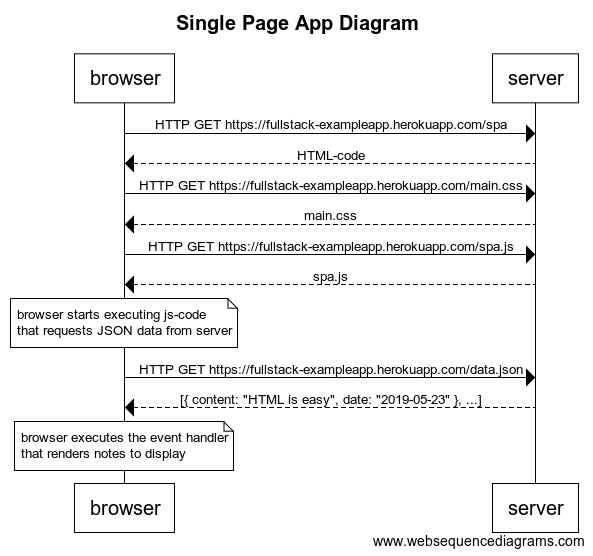 Single Page App Diagram
browser
server
HTTP GET https://fullstack-exampleapp.herokuapp.com/spa
HTML-code
HTTP GET https://fullstack-exampleapp.herokuapp.com/main.css
main.css
HTTP GET https://fullstack-exampleapp.herokuapp.com/spa.js
spa.js
browser starts executing js-code
that requests JSON data from server
HTTP GET https://fullstack-exampleapp.herokuapp.com/data.json
[{ content: "HTML is easy", date: "2019-05-23" }, ...]
browser executes the event handler
that renders notes to display
browser
server
www.websequencediagrams.com